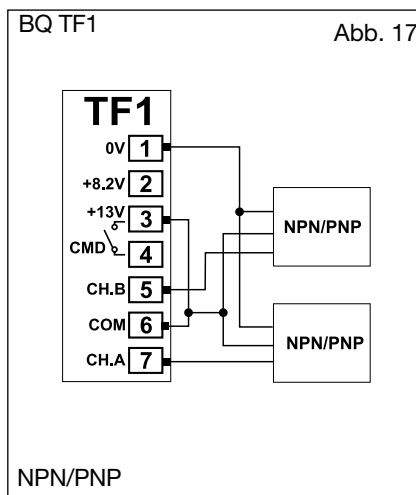 BQ TF1
Abb. 17
TF1
0V 1
+8.2V 2
+13V 3
CMD 4
CH.B 5
COM 6
CH.A 7
NPN/PNP
NPN/PNP
NPN/PNP